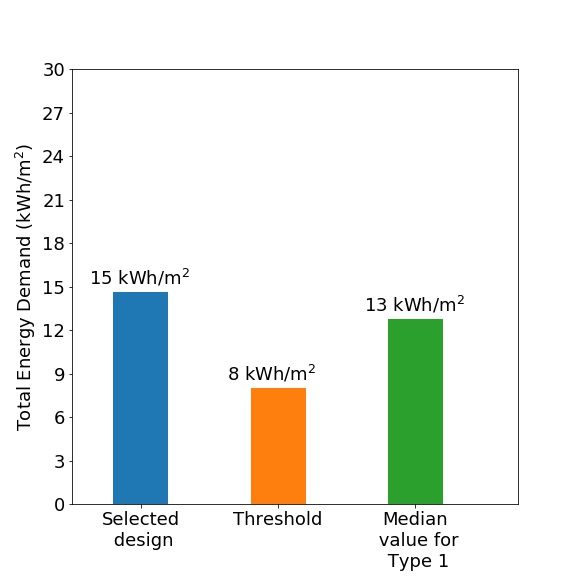 Total Energy Demand (kWh/m²)
30
27
24
21
18
15
12
9
6
3
0
15 kWh/m²
8 kWh/m²
13 kWh/m²
Selected
design
Threshold
Median
value for
Type 1